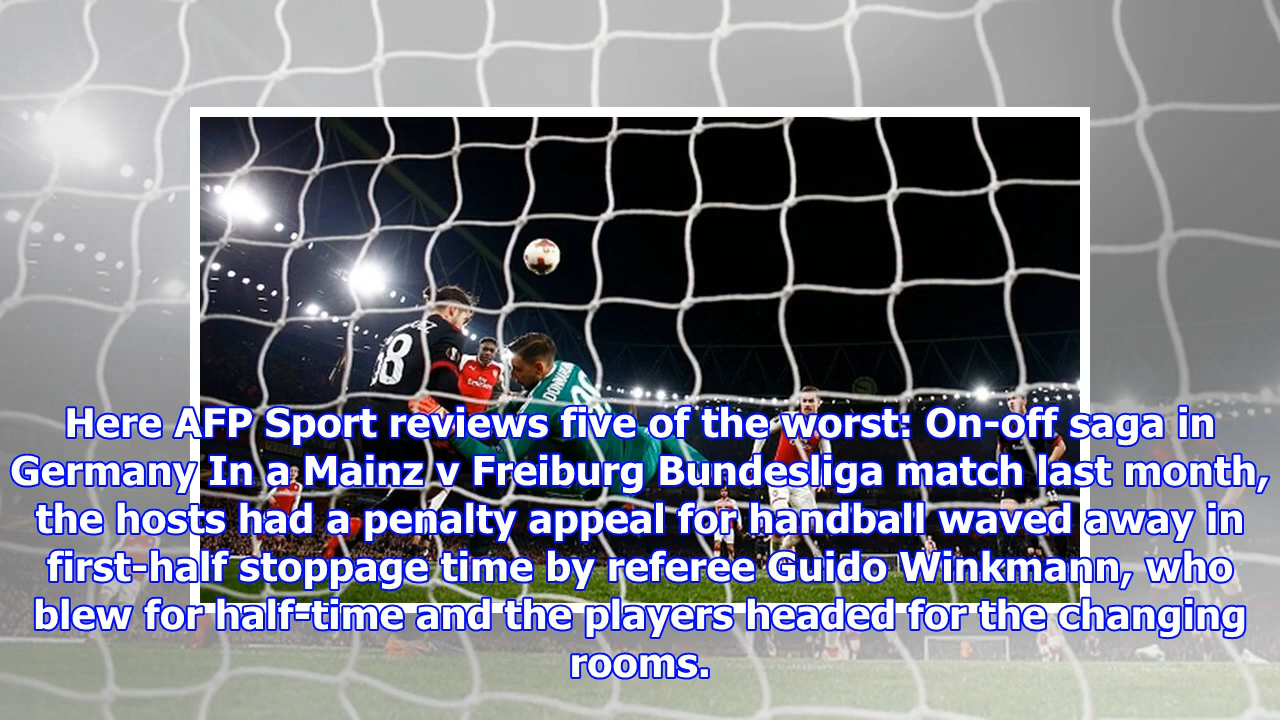 Here AFP Sport reviews five of the worst: On-off saga in
Germany In a Mainz v Freiburg Bundesliga match last month,
the hosts had a penalty appeal for handball waved away in
first-half stoppage time by referee Guido Winkmann, who
blew for half-time and the players headed for the changing
rooms.